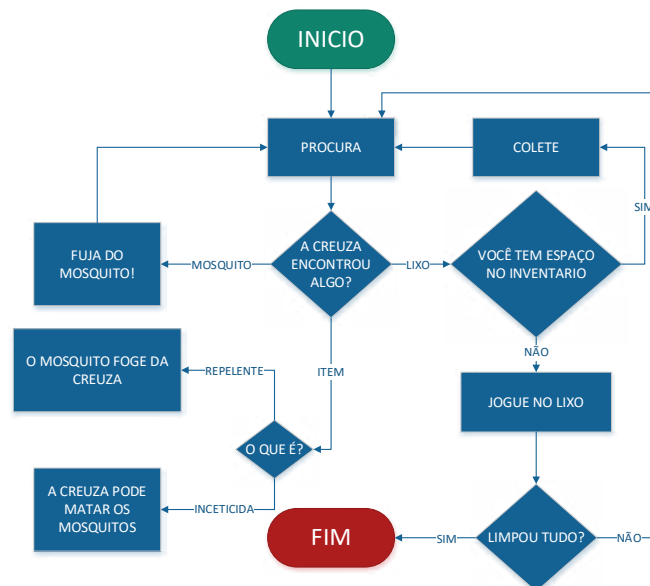 INICIO
PROCURA
COLETE
SIM
FUJA DO
MOSQUITO!
MOSQUITO
A CREUZA
ENCONTROU
ALGO?
LIXO
VOCÊ TEM ESPAÇO
NO INVENTARIO
NÃO
O MOSQUITO FOGE DA
CREUZA
REPELENTE
ITEM
JOGUE NO LIXO
O QUE É?
A CREUZA PODE
MATAR OS
MOSQUITOS
INCETICIDA
FIM
SIM
LIMPOU TUDO?
NÃO